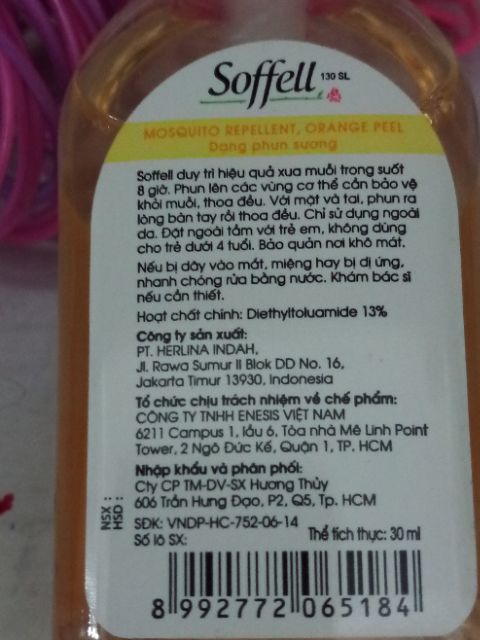 Soffell 130 SL
MOSQUITO REPELLENT, ORANGE PEEL
Dạng phun sương
Soffell duy trì hiệu quả xua muỗi trong suốt
8 giờ. Phun lên các vùng cơ thể cần bảo vệ
khỏi muỗi, thoa đều. Với mặt và tai, phun ra
lòng bàn tay rồi thoa đều. Chỉ sử dụng ngoài
da. Đặt ngoài tầm với trẻ em, không dùng
cho trẻ dưới 4 tuổi. Bảo quản nơi khô mát.
Nếu bị dây vào mắt, miệng hay bị dị ứng,
nhanh chóng rửa bằng nước. Khám bác sĩ
nếu cần thiết.
Hoạt chất chính: Diethyltoluamide 13%
Công ty sản xuất:
PT. HERLINA INDAH,
JI. Rawa Sumur II Blok DD No. 16,
Jakarta Timur 13930, Indonesia
Tổ chức chịu trách nhiệm về chế phẩm:
CÔNG TY TNHH ENESIS VIỆT NAM
6211 Campus 1, lầu 6, Tòa nhà Mê Linh Point
Tower, 2 Ngô Đức Kế, Quận 1, TP. HCM
Nhập khẩu và phân phối:
Cty CP TM-DV-SX Hương Thủy
606 Trần Hưng Đạo, P2, Q5, Tp. HCM
NSX :
HSD :
SĐK: VNDP-HC-752-06-14
Số lô SX:
Thể tích thực: 30 ml
8 992772 065184